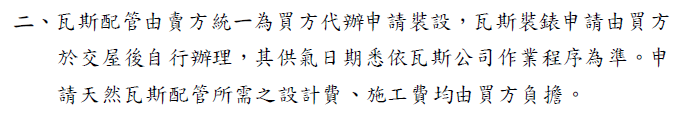 二、瓦斯配管由賣方統一為買方代辦申請裝設，瓦斯裝錶申請由買方
於交屋後自行辦理，其供氣日期悉依瓦斯公司作業程序為準。申
請天然瓦斯配管所需之設計費、施工費均由買方負擔。